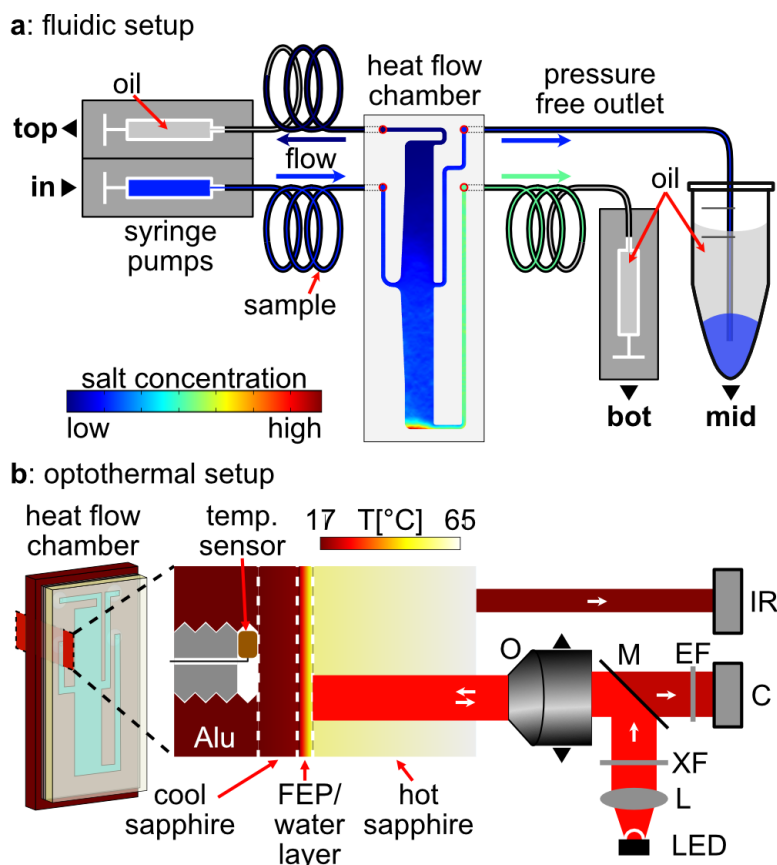 a: fluidic setup
oil
heat flow
chamber
pressure
free outlet
top
flow
in
oil
syringe
pumps
sample
salt concentration
low
high
bot
mid
b: optothermal setup
heat flow
chamber
temp.
sensor
17 T[°C] 65
IR
O
M
EF
C
Alu
XF
cool
sapphire
FEP/
water
layer
hot
sapphire
L
LED